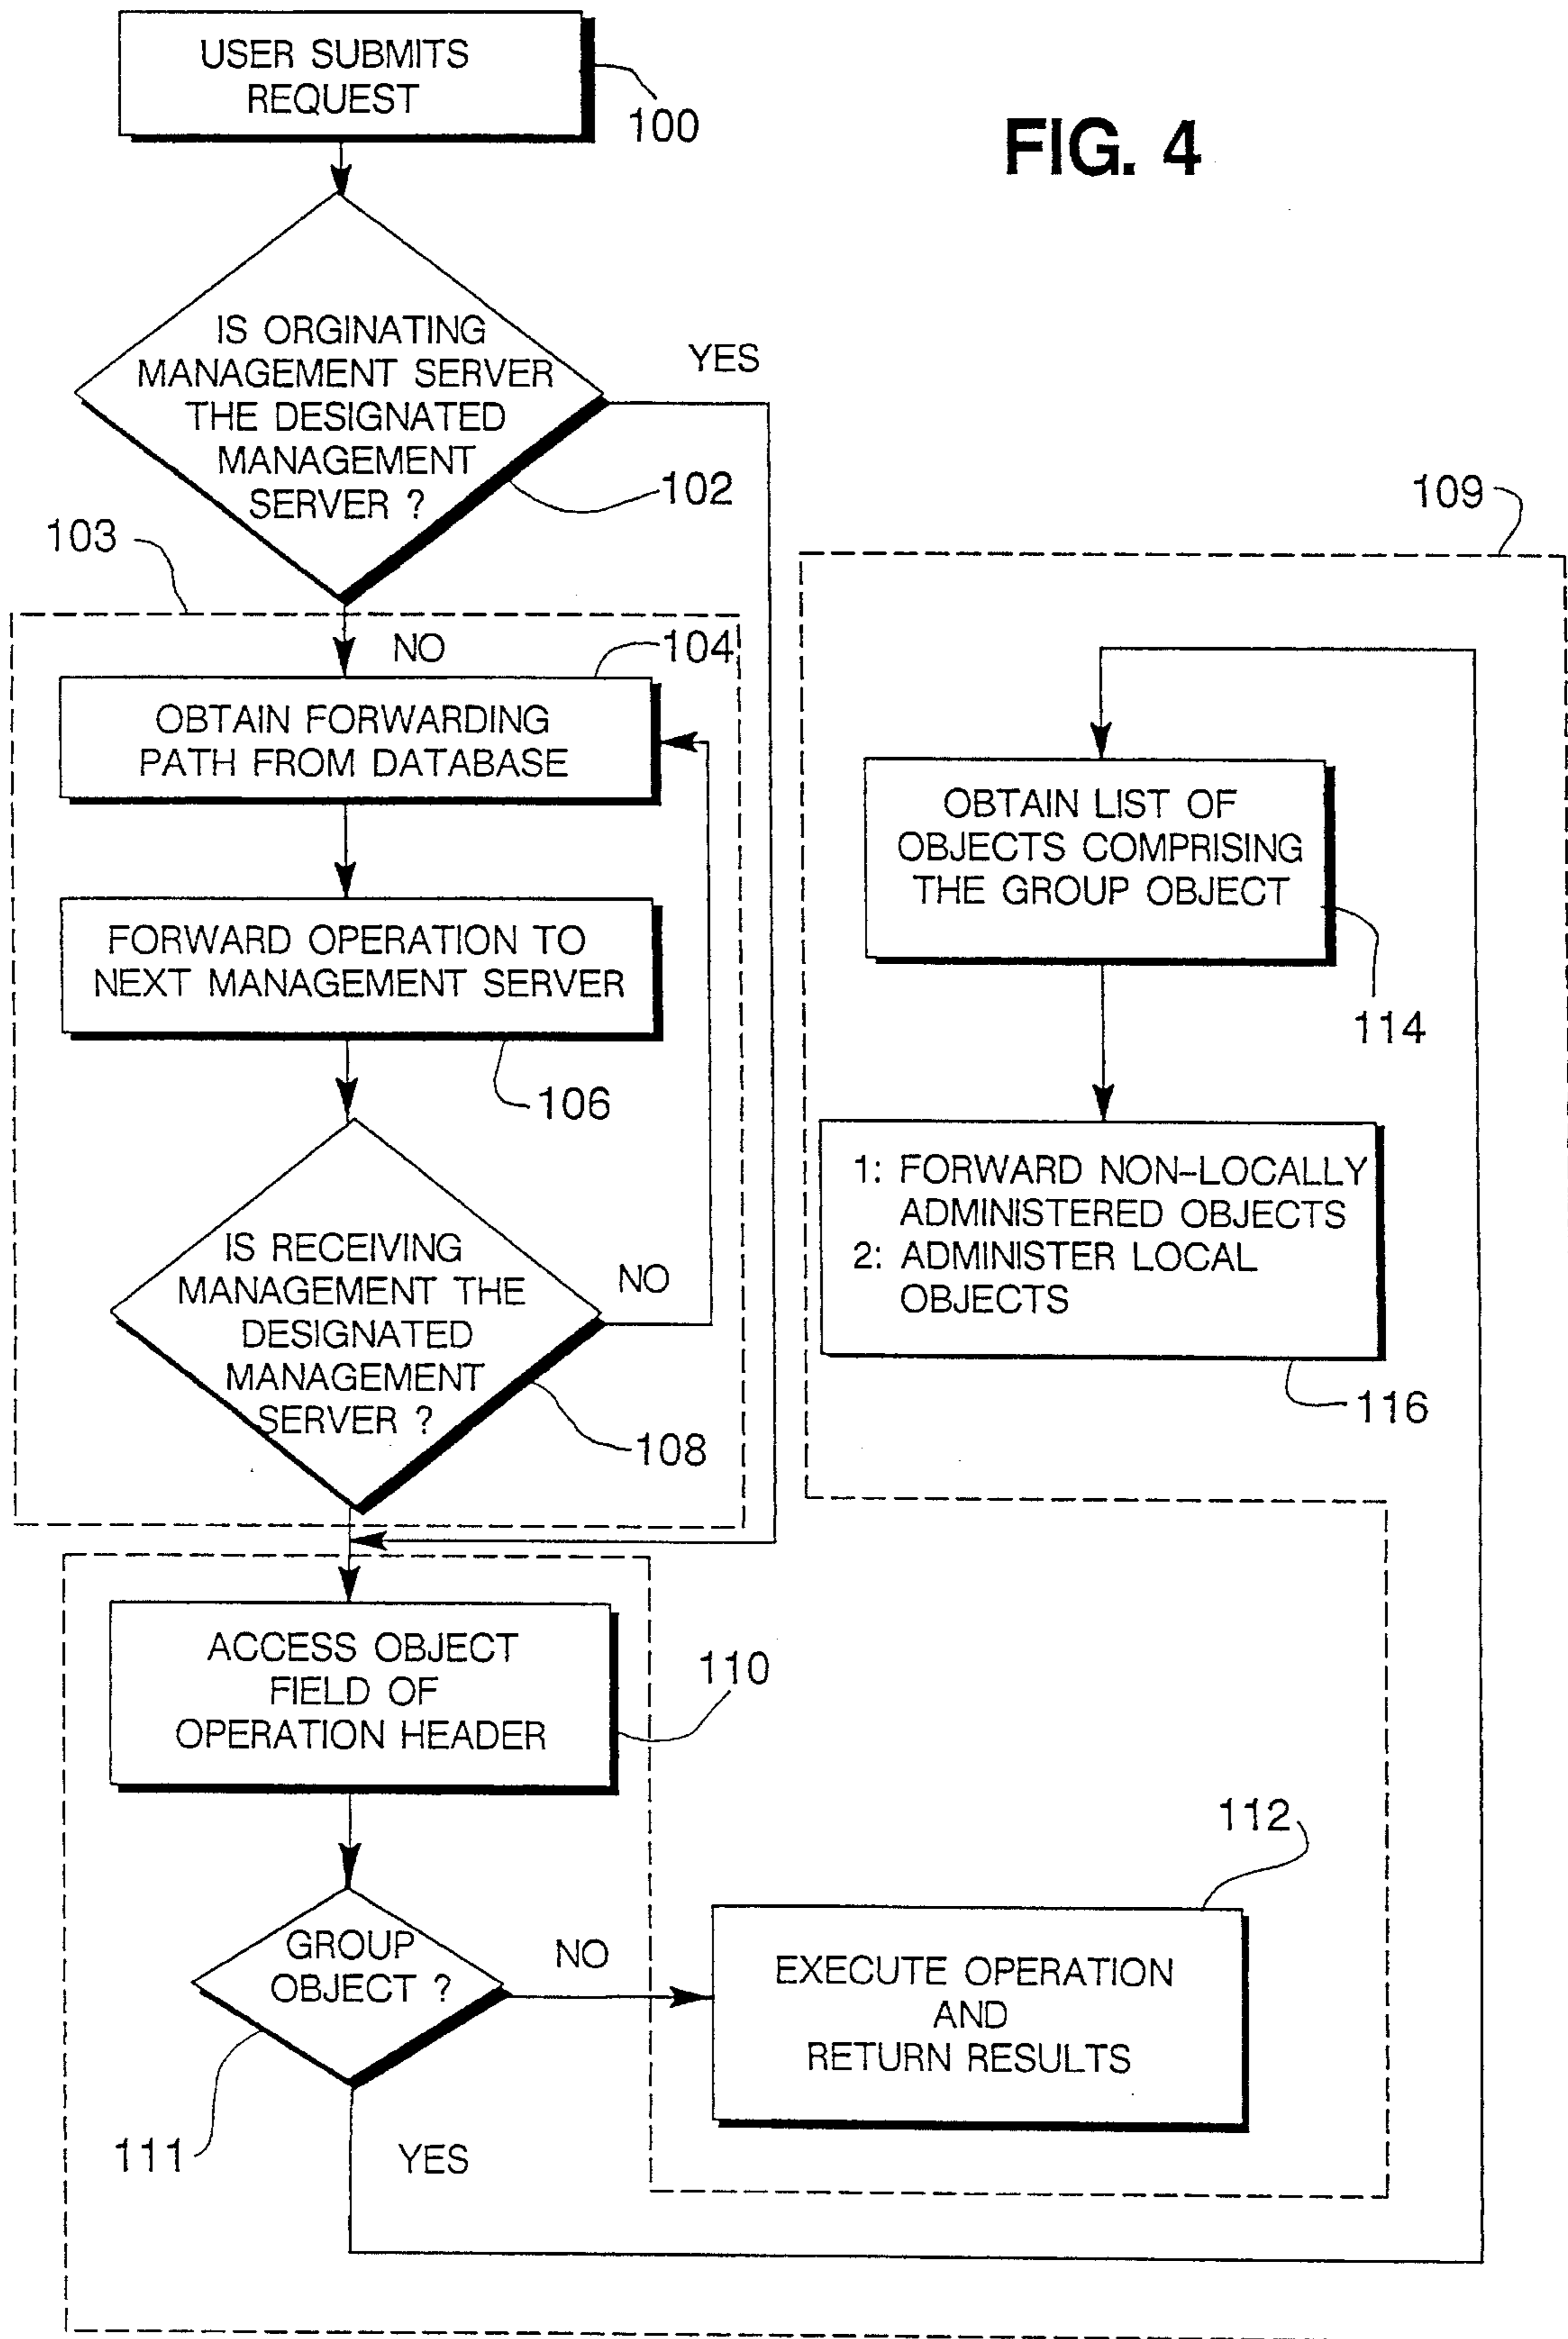 USER SUBMITS
REQUEST
100
FIG. 4
IS ORGINATING
MANAGEMENT SERVER
THE DESIGNATED
MANAGEMENT
SERVER ?
YES
102
103
109
NO
104
OBTAIN FORWARDING
PATH FROM DATABASE
OBTAIN LIST OF
OBJECTS COMPRISING
THE GROUP OBJECT
114
FORWARD OPERATION TO
NEXT MANAGEMENT SERVER
106
1: FORWARD NON-LOCALLY
ADMINISTERED OBJECTS
2: ADMINISTER LOCAL
OBJECTS
116
IS RECEIVING
MANAGEMENT THE
DESIGNATED
MANAGEMENT
SERVER ?
NO
108
ACCESS OBJECT
FIELD OF
OPERATION HEADER
110
GROUP
OBJECT ?
NO
111
YES
112
EXECUTE OPERATION
AND
RETURN RESULTS